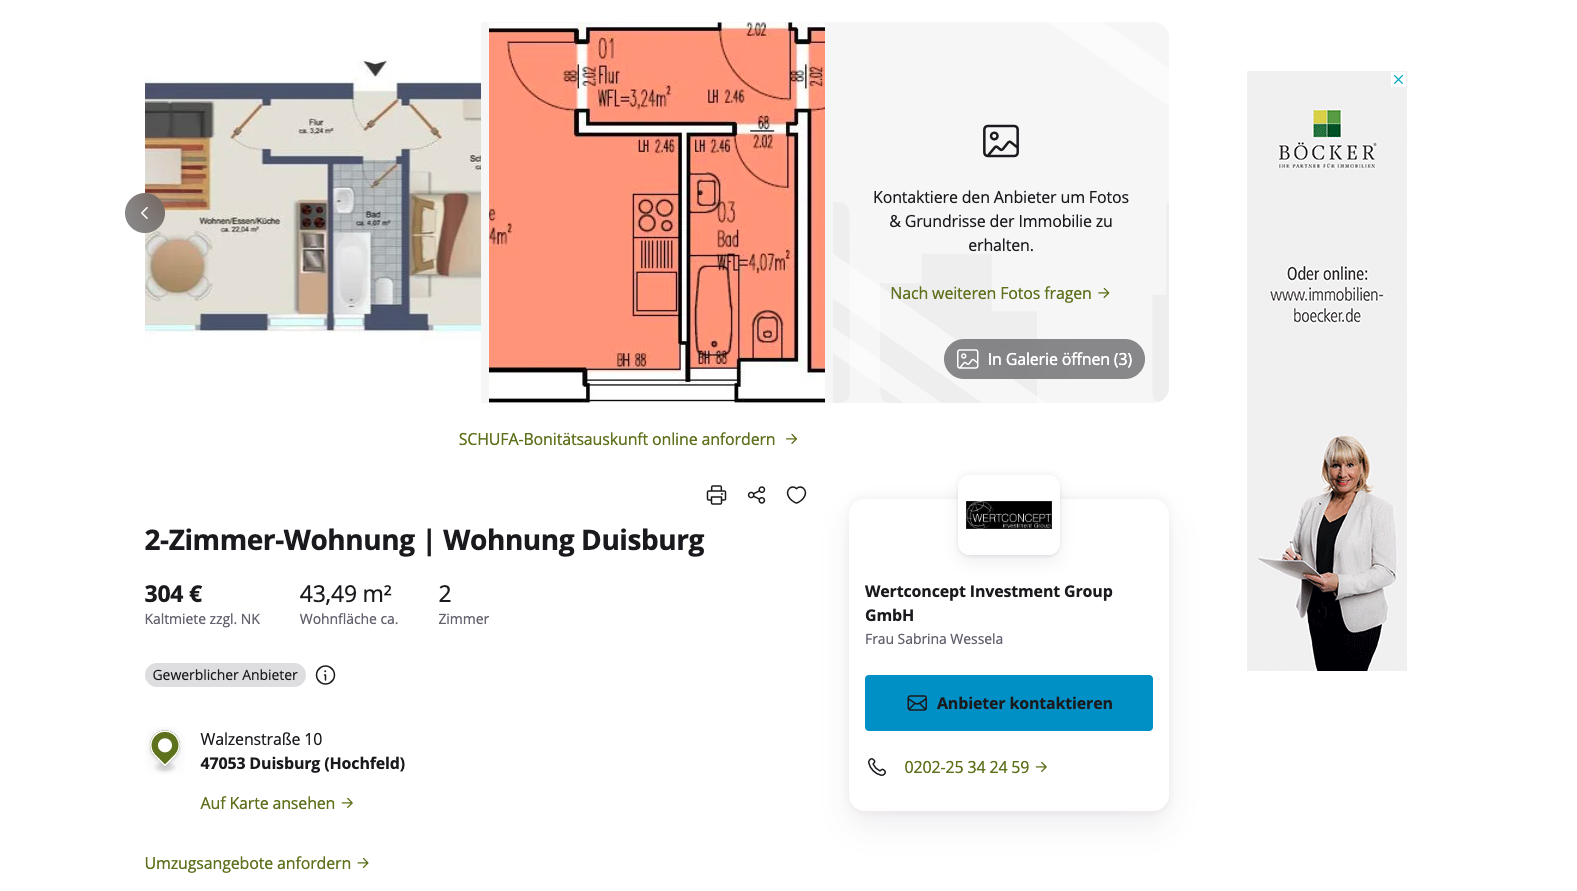 Flur
ca. 3,24 m²
Wohnen/Essen/Küche
ca. 22,04 m²
Bad
ca. 4,07 m²
2.02
01
Flur
WFL=3,24m²
LH 2.46
88
2.02
88
2.02
68
2.02
LH 2.46
LH 2.46
e
4m²
03
Bad
WFL=4,07m²
BH 88
BH 88
Kontaktiere den Anbieter um Fotos
& Grundrisse der Immobilie zu
erhalten.
Nach weiteren Fotos fragen →
In Galerie öffnen (3)
BÖCKER
IHR PARTNER FÜR IMMOBILIEN
Oder online:
www.immobilien-
boecker.de
SCHUFA-Bonitätsauskunft online anfordern →
2-Zimmer-Wohnung | Wohnung Duisburg
304 € 43,49 m² 2
Kaltmiete zzgl. NK Wohnfläche ca. Zimmer
Gewerblicher Anbieter
Walzenstraße 10
47053 Duisburg (Hochfeld)
Auf Karte ansehen →
Umzugsangebote anfordern →
WERTCONCEPT
Investment Group
Wertconcept Investment Group
GmbH
Frau Sabrina Wessela
Anbieter kontaktieren
0202-25 34 24 59 →